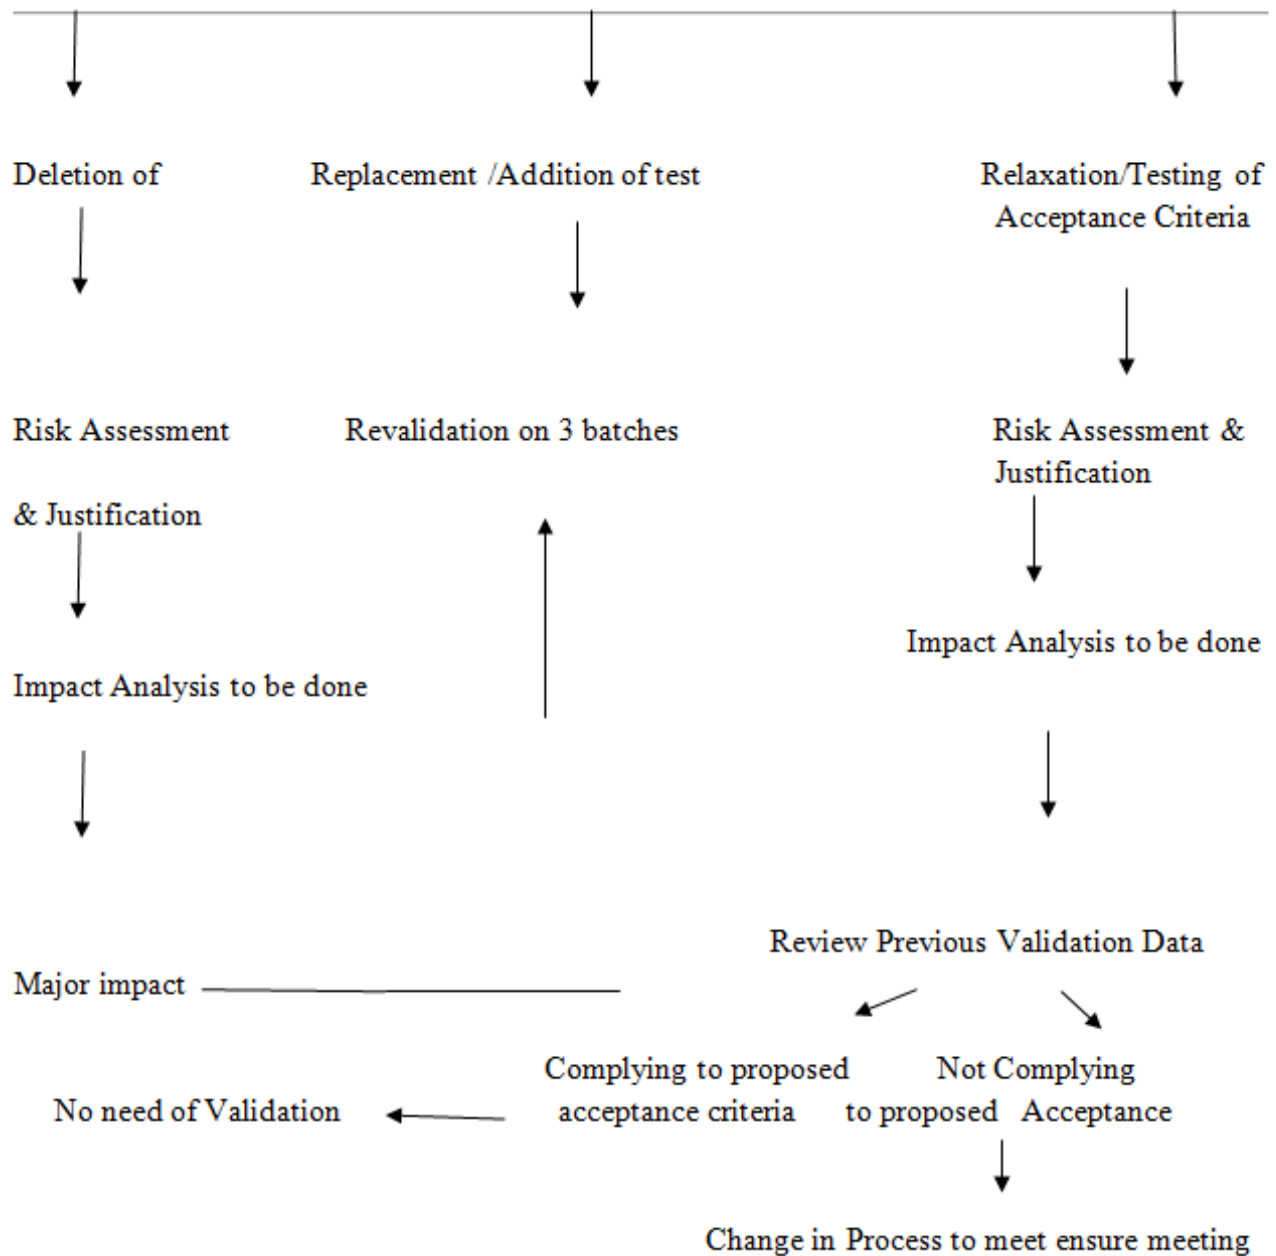 Deletion of
Replacement /Addition of test
Relaxation/Testing of
Acceptance Criteria
Risk Assessment
& Justification
Revalidation on 3 batches
Risk Assessment &
Justification
Impact Analysis to be done
Impact Analysis to be done
Review Previous Validation Data
Major impact
Complying to proposed
acceptance criteria
Not Complying
to proposed Acceptance
No need of Validation
Change in Process to meet ensure meeting